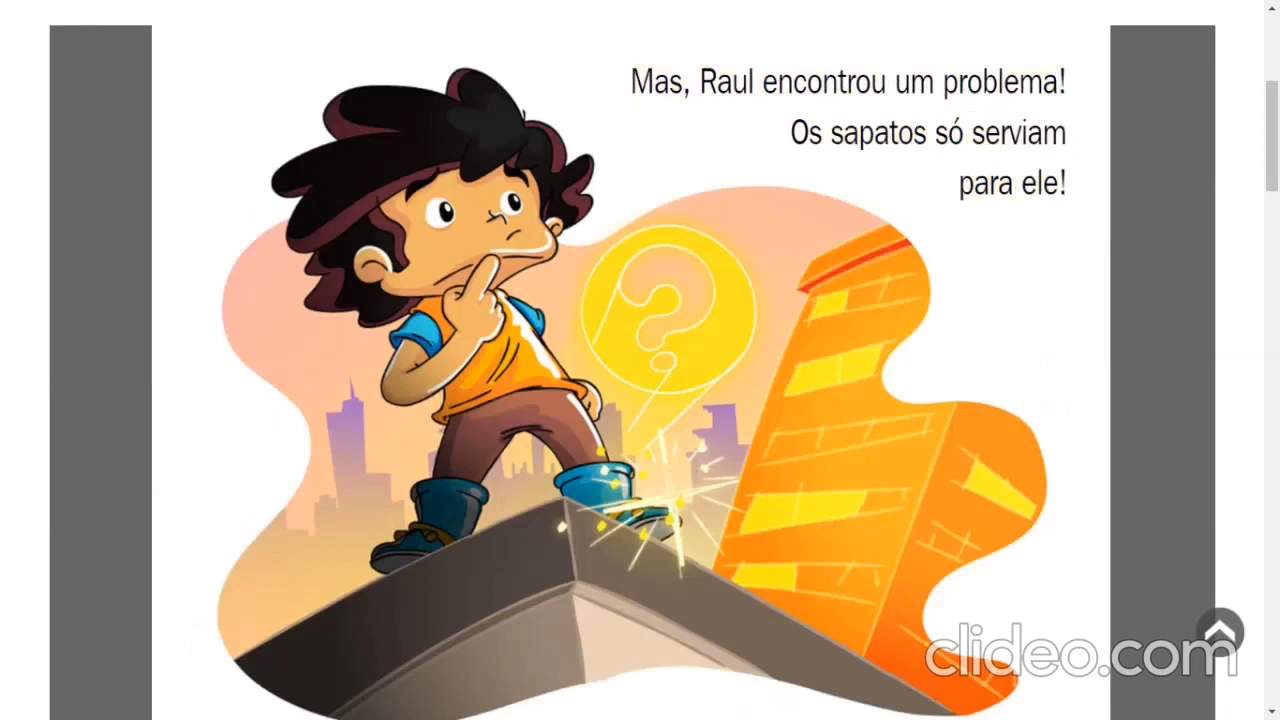 Mas, Raul encontrou um problema!
Os sapatos só serviam
para ele!
?
clideo.com